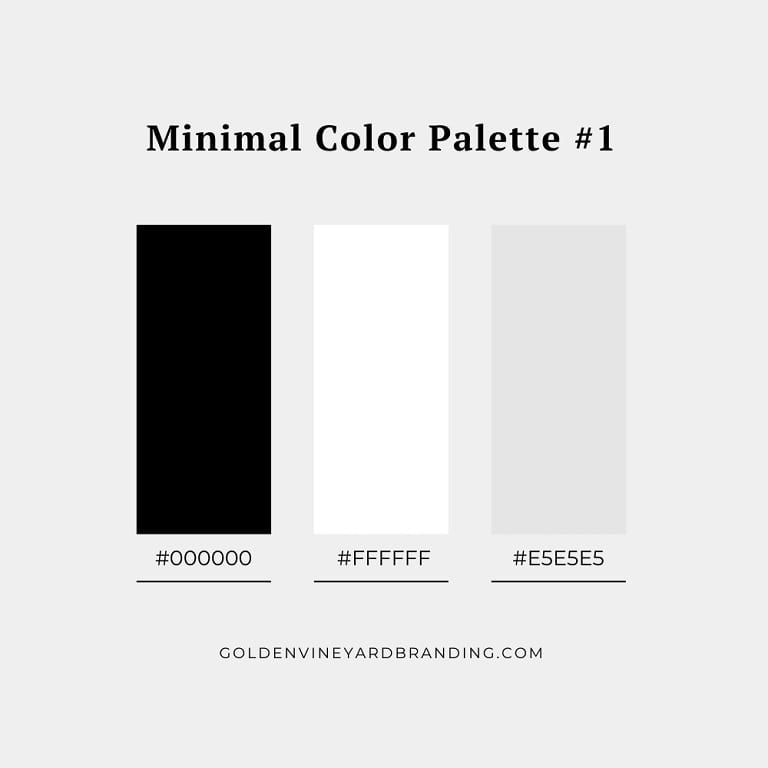 Minimal Color Palette #1
#000000 #FFFFFF #E5E5E5
GOLDENVINEYARDBRANDING.COM